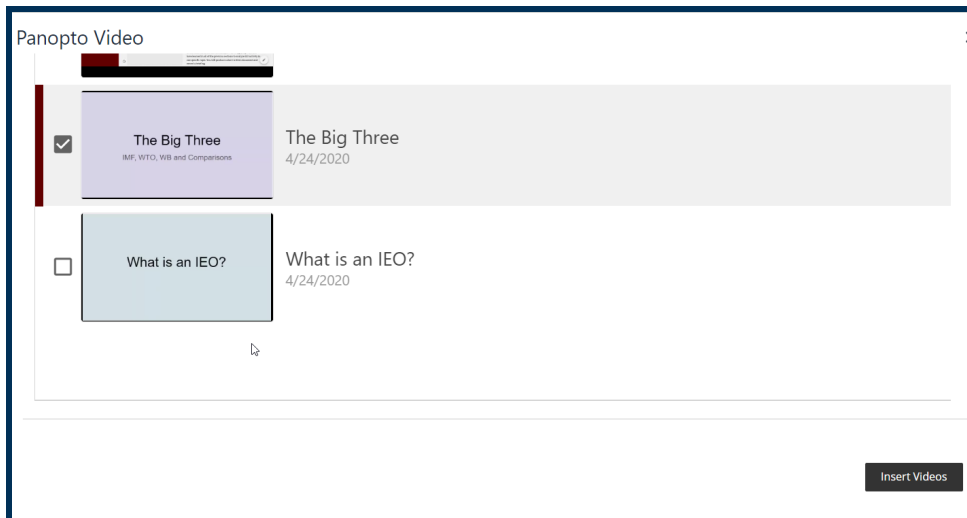 Panopto Video
The Big Three
IMF, WTO, WB and Comparisons
The Big Three
4/24/2020
What is an IEO?
What is an IEO?
4/24/2020
Insert Videos